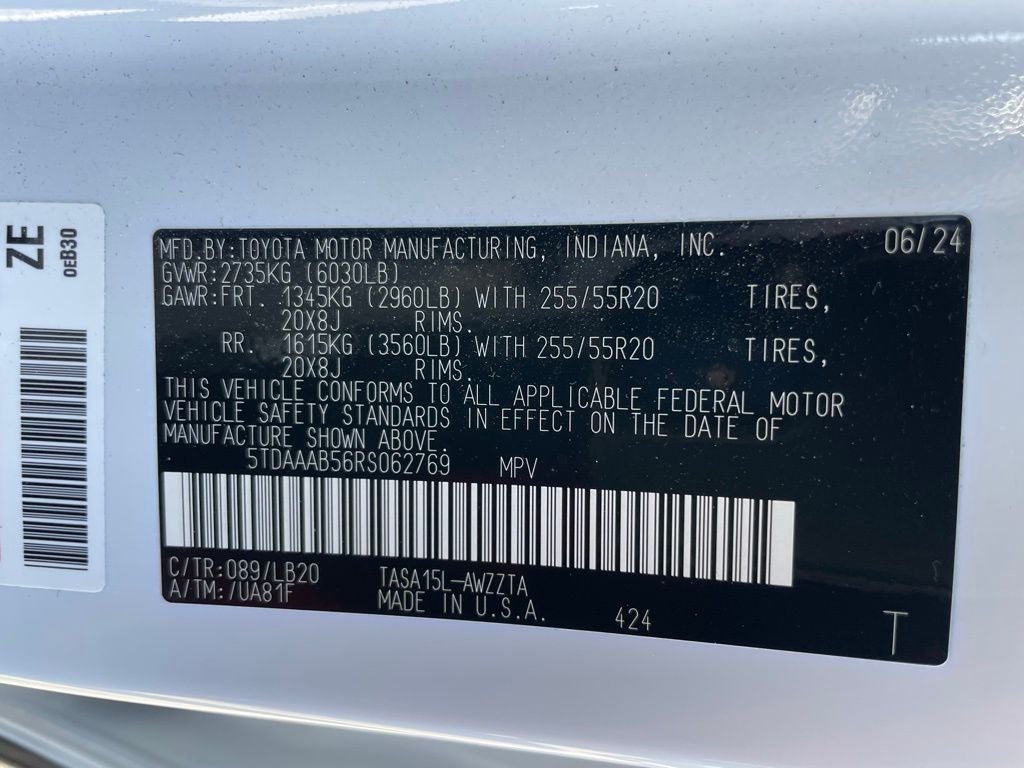 ZE
0EB30
MFD.BY:TOYOTA MOTOR MANUFACTURING, INDIANA, INC. 06/24
GVWR:2735KG (6030LB)
GAWR:FRT. 1345KG (2960LB) WITH 255/55R20 TIRES,
20X8J RIMS.
RR. 1615KG (3560LB) WITH 255/55R20 TIRES,
20X8J RIMS.
THIS VEHICLE CONFORMS TO ALL APPLICABLE FEDERAL MOTOR
VEHICLE SAFETY STANDARDS IN EFFECT ON THE DATE OF
MANUFACTURE SHOWN ABOVE.
5TDAAAB56RS062769 MPV
C/TR:089/LB20 TASA15L-AWZZTA
A/TM:/UA81F MADE IN U.S.A. 424 T